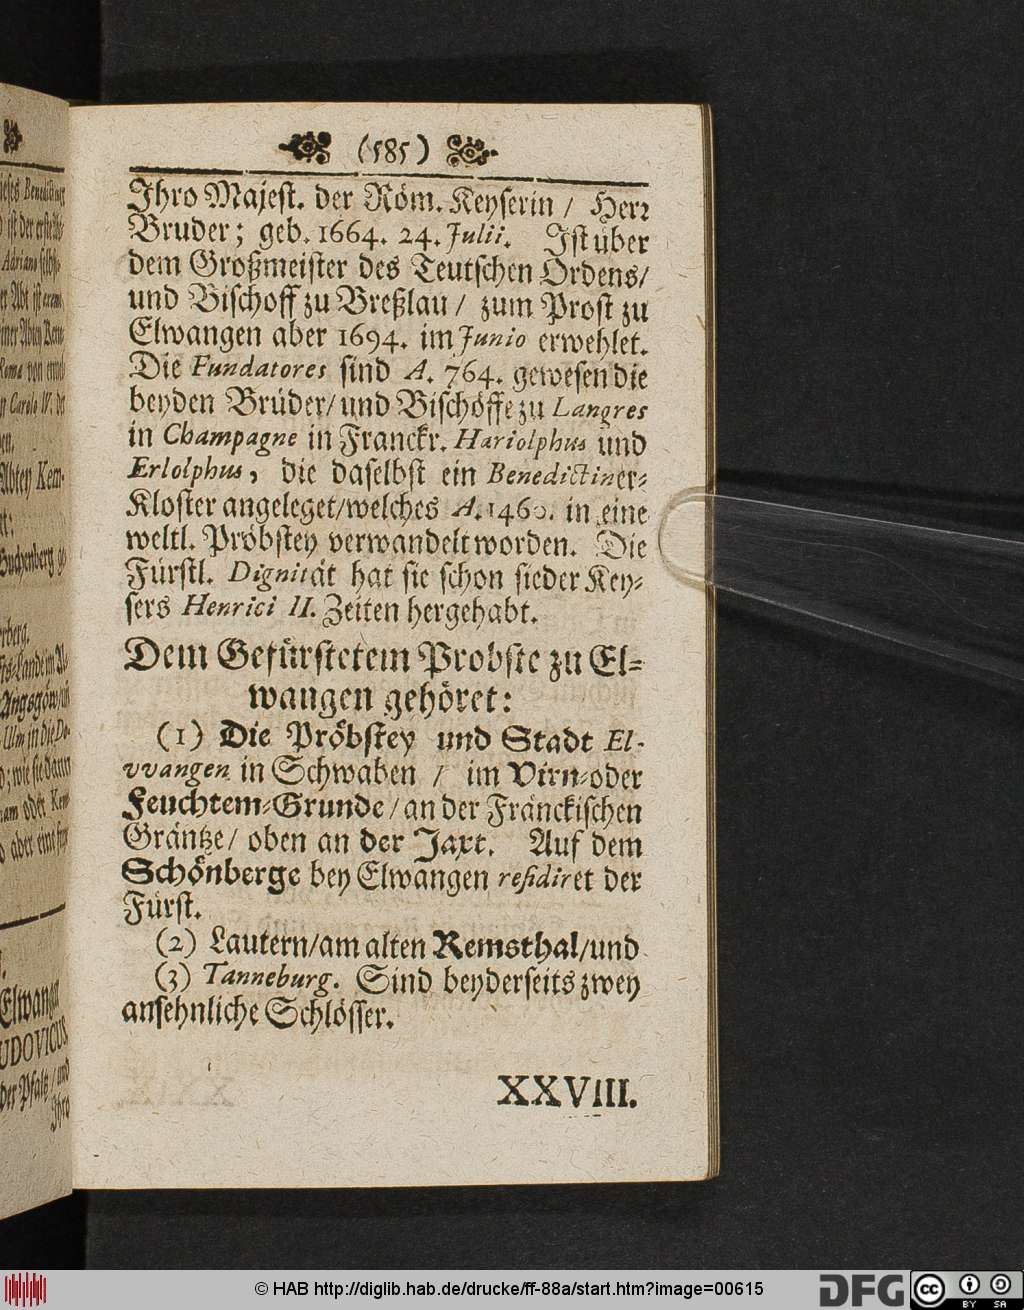 (585)
Ihro Majest. der Röm. Keyserin / Herr
Bruder; geb. 1664. 24. Julii. Ist über
dem Großmeister des Teutschen Ordens/
und Bischoff zu Breßlau / zum Prost zu
Elwangen aber 1694. im Junio erwehlet.
Die Fundatores sind A. 764. gewesen die
beyden Brüder/und Bischöffe zu Langres
in Champagne in Franckr. Hariolphus und
Erlolphus, die daselbst ein Benedictiner-
Kloster angeleget/welches A. 1460. in eine
weltl. Pröbstey verwandelt worden. Die
Fürstl. Dignität hat sie schon sieder Key-
sers Henrici II. Zeiten hergehabt.
Dem Gefürstetem Probste zu El-
wangen gehöret:
(1) Die Pröbstey und Stadt El-
vvangen in Schwaben / im Virn-oder
Feuchtem-Grunde/an der Fränckischen
Gräntze/ oben an der Jaxt. Auf dem
Schönberge bey Elwangen residiret der
Fürst.
(2) Lautern/am alten Remsthal/und
(3) Tanneburg. Sind beyderseits zwey
ansehnliche Schlösser.
XXVIII.
© HAB http://diglib.hab.de/drucke/ff-88a/start.htm?image=00615
DFG
cc
BY SA